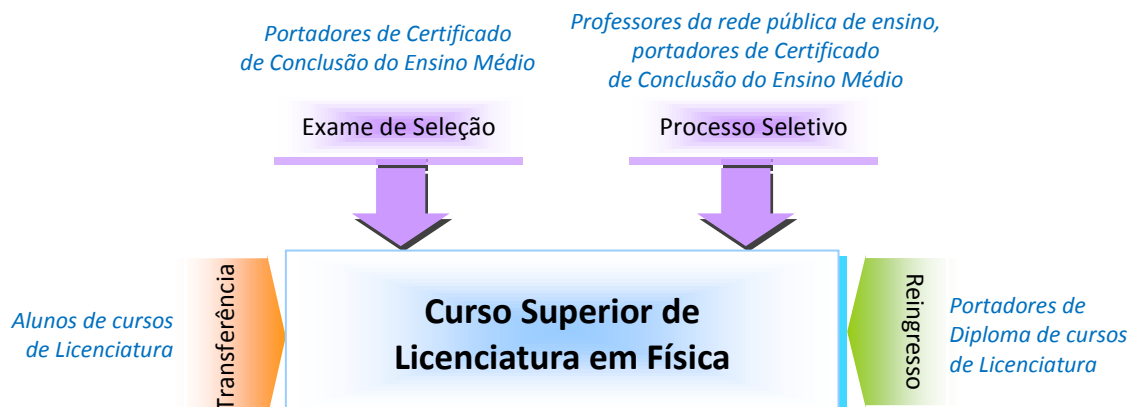 Portadores de Certificado
de Conclusão do Ensino Médio
Professores da rede pública de ensino,
portadores de Certificado
de Conclusão do Ensino Médio
Exame de Seleção
Processo Seletivo
Transferência
Alunos de cursos
de Licenciatura
Curso Superior de
Licenciatura em Física
Reingresso
Portadores de
Diploma de cursos
de Licenciatura